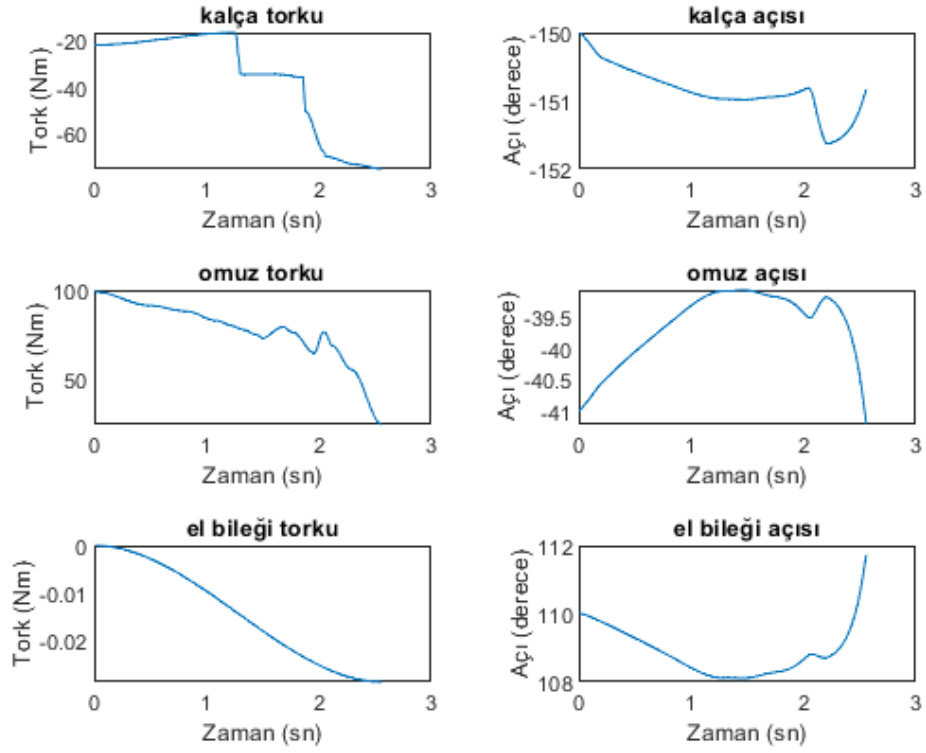 kalça torku
Tork (Nm)
-20
-40
-60
0 1 2 3
Zaman (sn)
kalça açısı
Açı (derece)
-150
-151
-152
0 1 2 3
Zaman (sn)
omuz torku
Tork (Nm)
100
50
0 1 2 3
Zaman (sn)
omuz açısı
Açı (derece)
-39.5
-40
-40.5
-41
0 1 2 3
Zaman (sn)
el bileği torku
Tork (Nm)
0
-0.01
-0.02
0 1 2 3
Zaman (sn)
el bileği açısı
Açı (derece)
112
110
108
0 1 2 3
Zaman (sn)